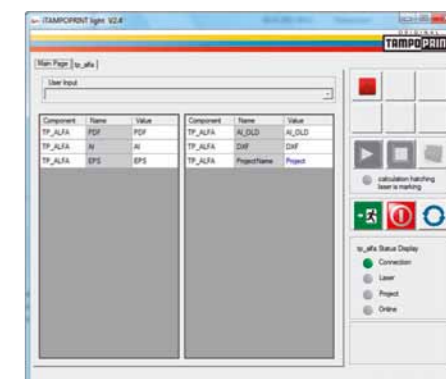 iTAMPOPRINT light V2.4
ORIGINAL
TAMPOPRINT
Main Page
tp_alfa
User Input
Component Name Value
TP_ALFA PDF PDF
TP_ALFA AI AI
TP_ALFA EPS EPS
Component Name Value
TP_ALFA AI_OLD AI_OLD
TP_ALFA DXF DXF
TP_ALFA ProjectName Project
calculation hatching
laser is marking
tp_alfa Status Display
Connection
Laser
Project
Online